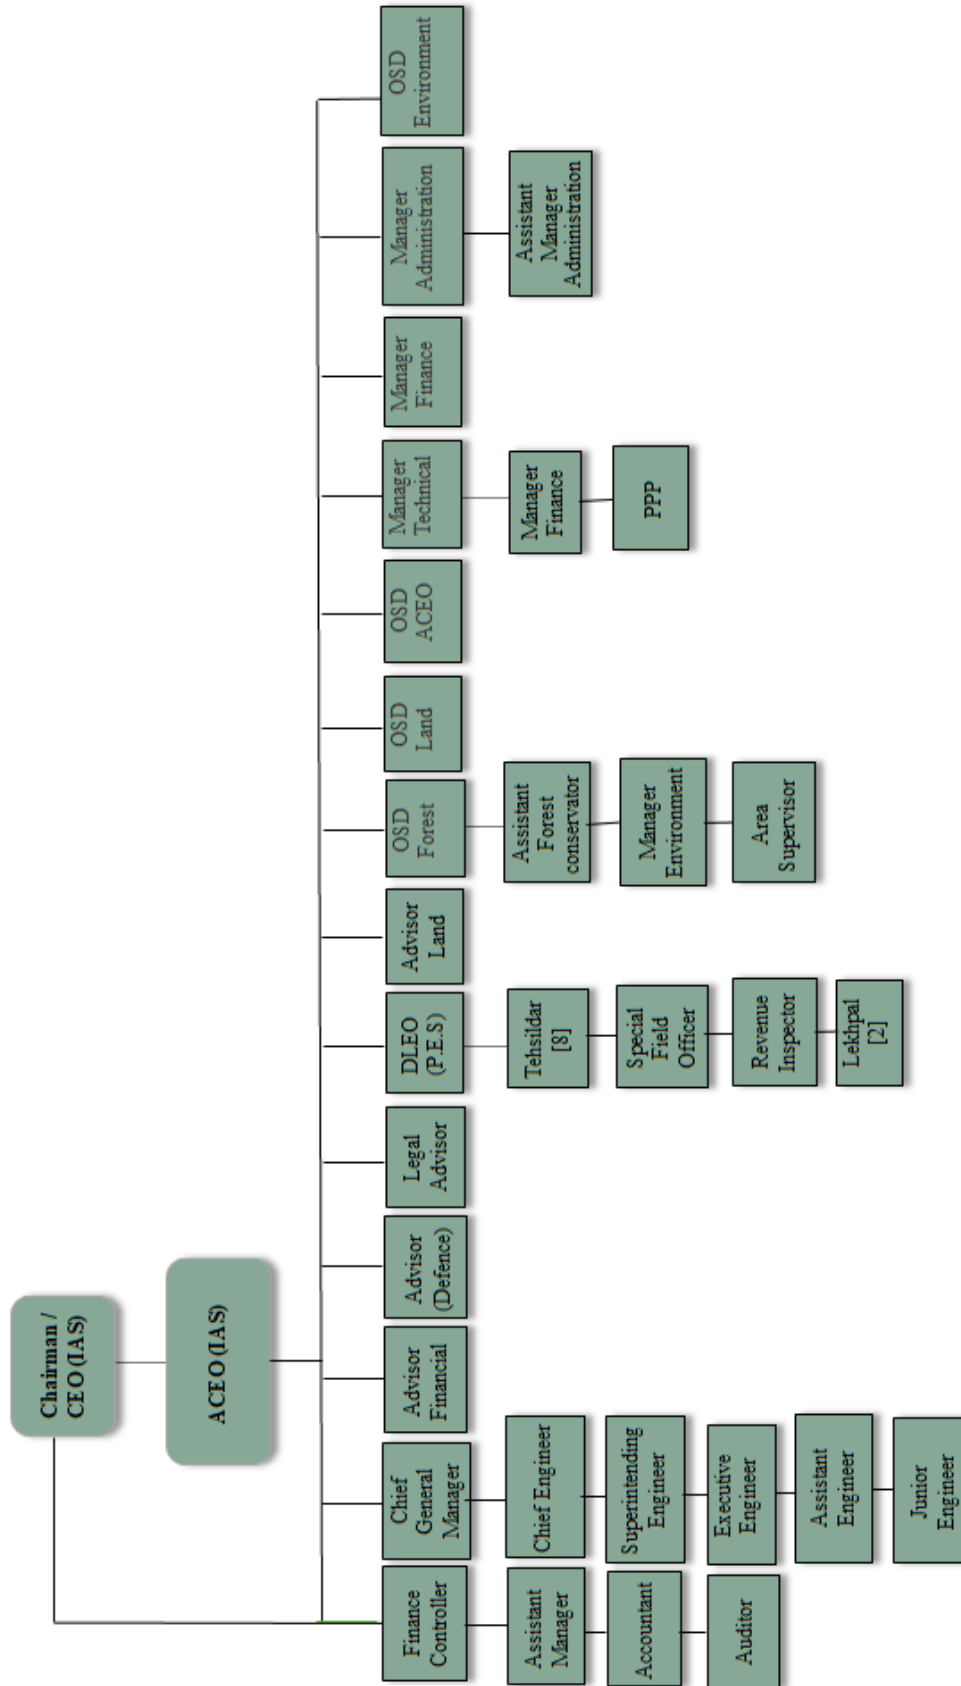 Chairman /
CEO (IAS)
ACEO (IAS)
Finance
Controller
Chief
General
Manager
Advisor
Financial
Advisor
(Defence)
Legal
Advisor
DLEO
(P.E.S)
Advisor
Land
OSD
Forest
OSD
Land
OSD
ACEO
Manager
Technical
Manager
Finance
Manager
Administration
OSD
Environment
Assistant
Manager
Accountant
Auditor
Chief Engineer
Superintending
Engineer
Executive
Engineer
Assistant
Engineer
Junior
Engineer
Tehsildar
[8]
Special
Field
Officer
Revenue
Inspector
Lekhpal
[2]
Assistant
Forest
conservator
Manager
Environment
Area
Supervisor
Manager
Finance
PPP
Assistant
Manager
Administration